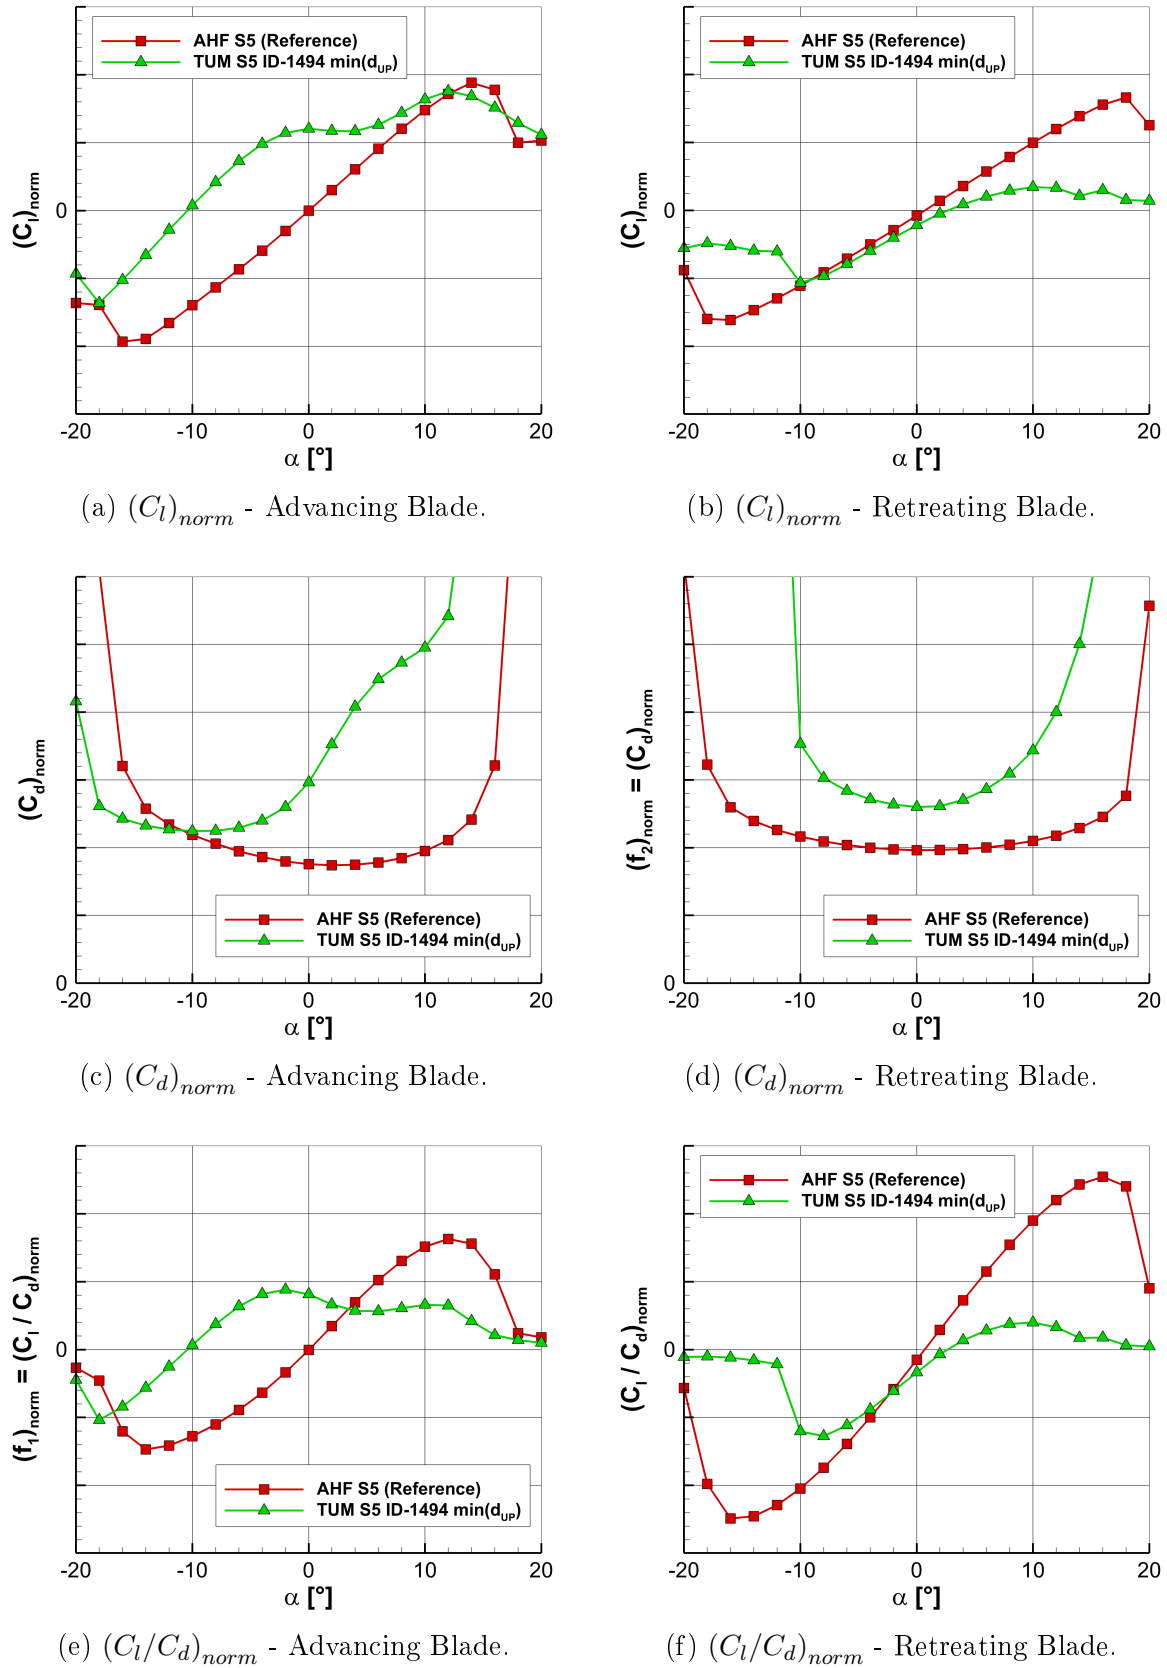 AHF S5 (Reference)
TUM S5 ID-1494 min(d_UP)
(C_l)_norm
0
-20 -10 0 10 20
α [°]
(a) (C_l)_norm - Advancing Blade.
AHF S5 (Reference)
TUM S5 ID-1494 min(d_UP)
(C_l)_norm
0
-20 -10 0 10 20
α [°]
(b) (C_l)_norm - Retreating Blade.
(C_d)_norm
AHF S5 (Reference)
TUM S5 ID-1494 min(d_UP)
0
-20 -10 0 10 20
α [°]
(c) (C_d)_norm - Advancing Blade.
(f_2)_norm = (C_d)_norm
AHF S5 (Reference)
TUM S5 ID-1494 min(d_UP)
0
-20 -10 0 10 20
α [°]
(d) (C_d)_norm - Retreating Blade.
(f_1)_norm = (C_l / C_d)_norm
0
AHF S5 (Reference)
TUM S5 ID-1494 min(d_UP)
-20 -10 0 10 20
α [°]
(e) (C_l/C_d)_norm - Advancing Blade.
AHF S5 (Reference)
TUM S5 ID-1494 min(d_UP)
(C_l / C_d)_norm
0
-20 -10 0 10 20
α [°]
(f) (C_l/C_d)_norm - Retreating Blade.